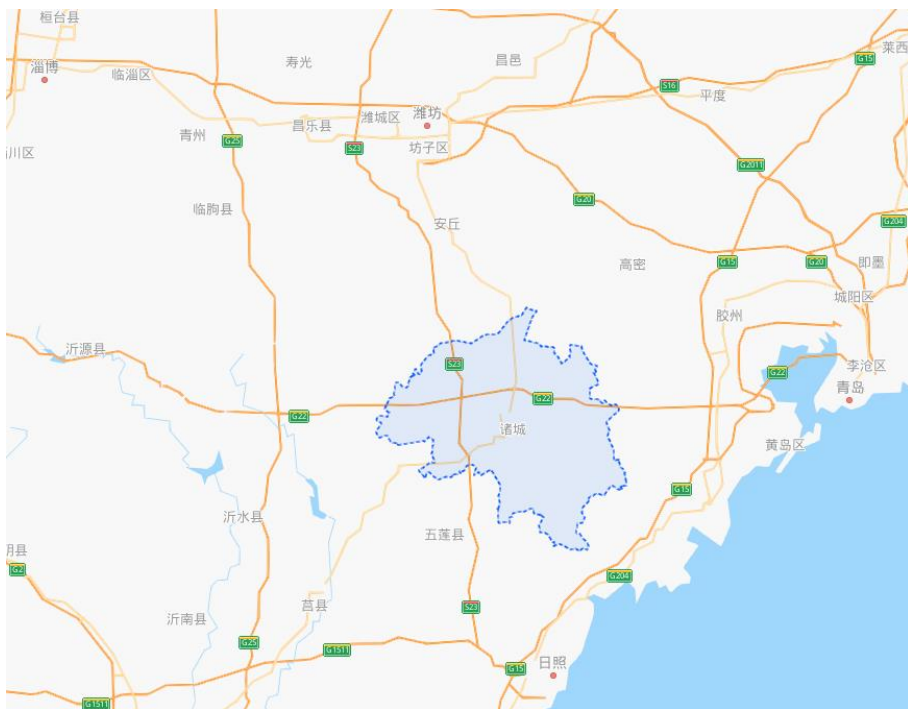 桓台县
莱西
G15
寿光
昌邑
淄博
临淄区
S16
平度
潍坊
潍城区
昌乐县
青州
G25
S23
坊子区
川区
G2011
临朐县
G20
安丘
G204
高密
G15
G20
即墨
城阳区
胶州
沂源县
S23
李沧区
G22
青岛
G22
G22
诸城
黄岛区
G15
沂水县
五莲县
G2
G204
莒县
S23
沂南县
G25
G1511
日照
G15
G1511